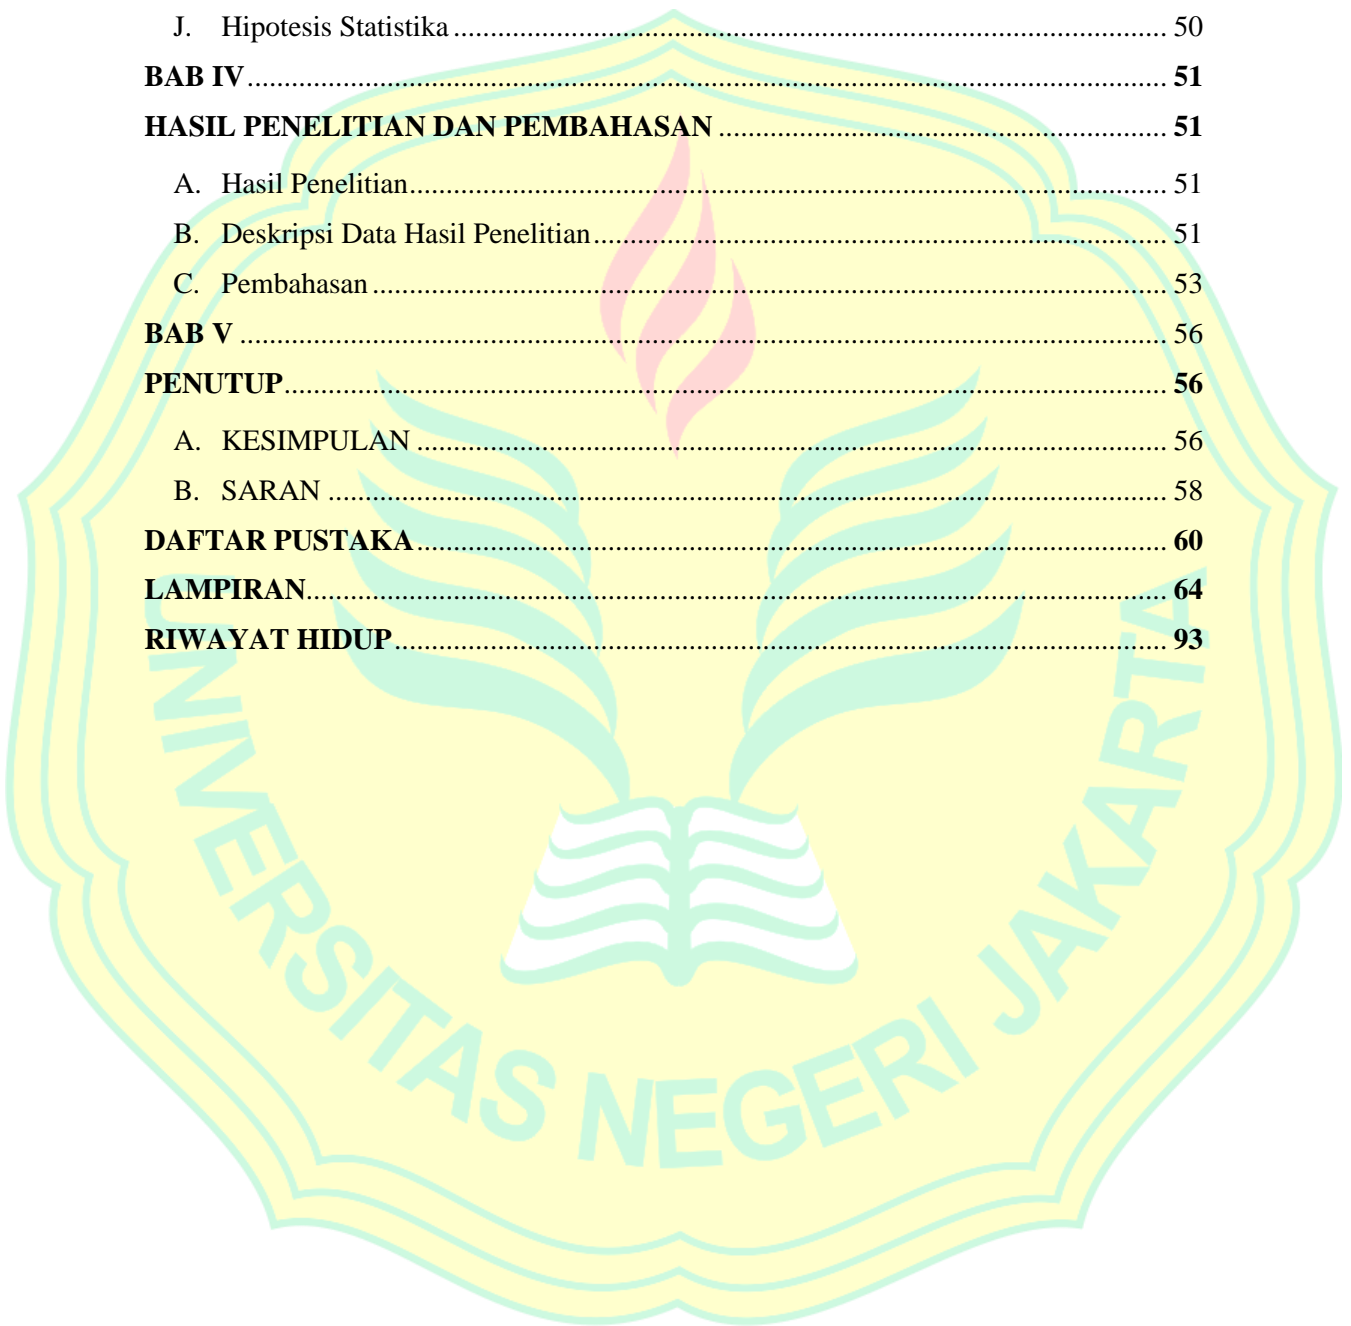 J. Hipotesis Statistika ........ 50
BAB IV ........ 51
HASIL PENELITIAN DAN PEMBAHASAN ........ 51
A. Hasil Penelitian ........ 51
B. Deskripsi Data Hasil Penelitian ........ 51
C. Pembahasan ........ 53
BAB V ........ 56
PENUTUP ........ 56
A. KESIMPULAN ........ 56
B. SARAN ........ 58
DAFTAR PUSTAKA ........ 60
LAMPIRAN ........ 64
RIWAYAT HIDUP ........ 93
UNIVERSITAS NEGERI JAKARTA